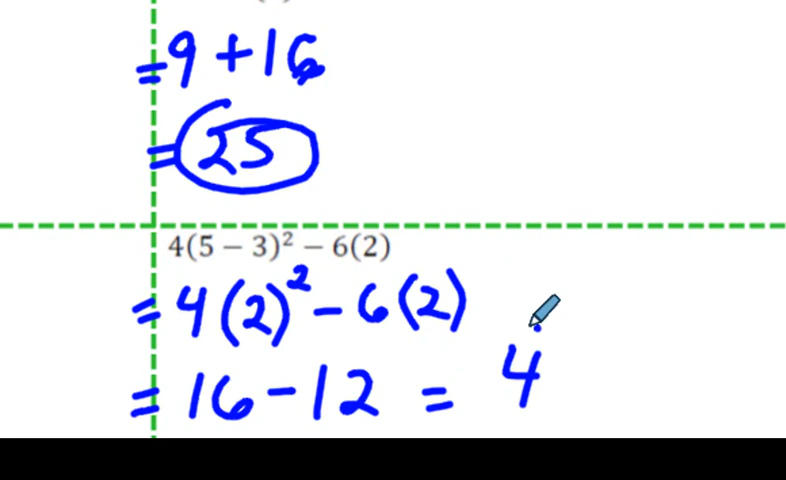 = 9 + 16
= 25
4(5 − 3)² − 6(2)
= 4(2)² − 6(2)
= 16 − 12 = 4